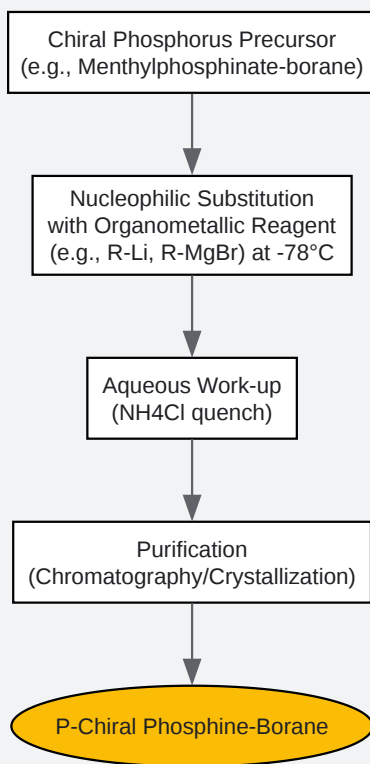 Chiral Phosphorus Precursor
(e.g., Menthylphosphinate-borane)
Nucleophilic Substitution
with Organometallic Reagent
(e.g., R-Li, R-MgBr) at -78°C
Aqueous Work-up
(NH4Cl quench)
Purification
(Chromatography/Crystallization)
P-Chiral Phosphine-Borane